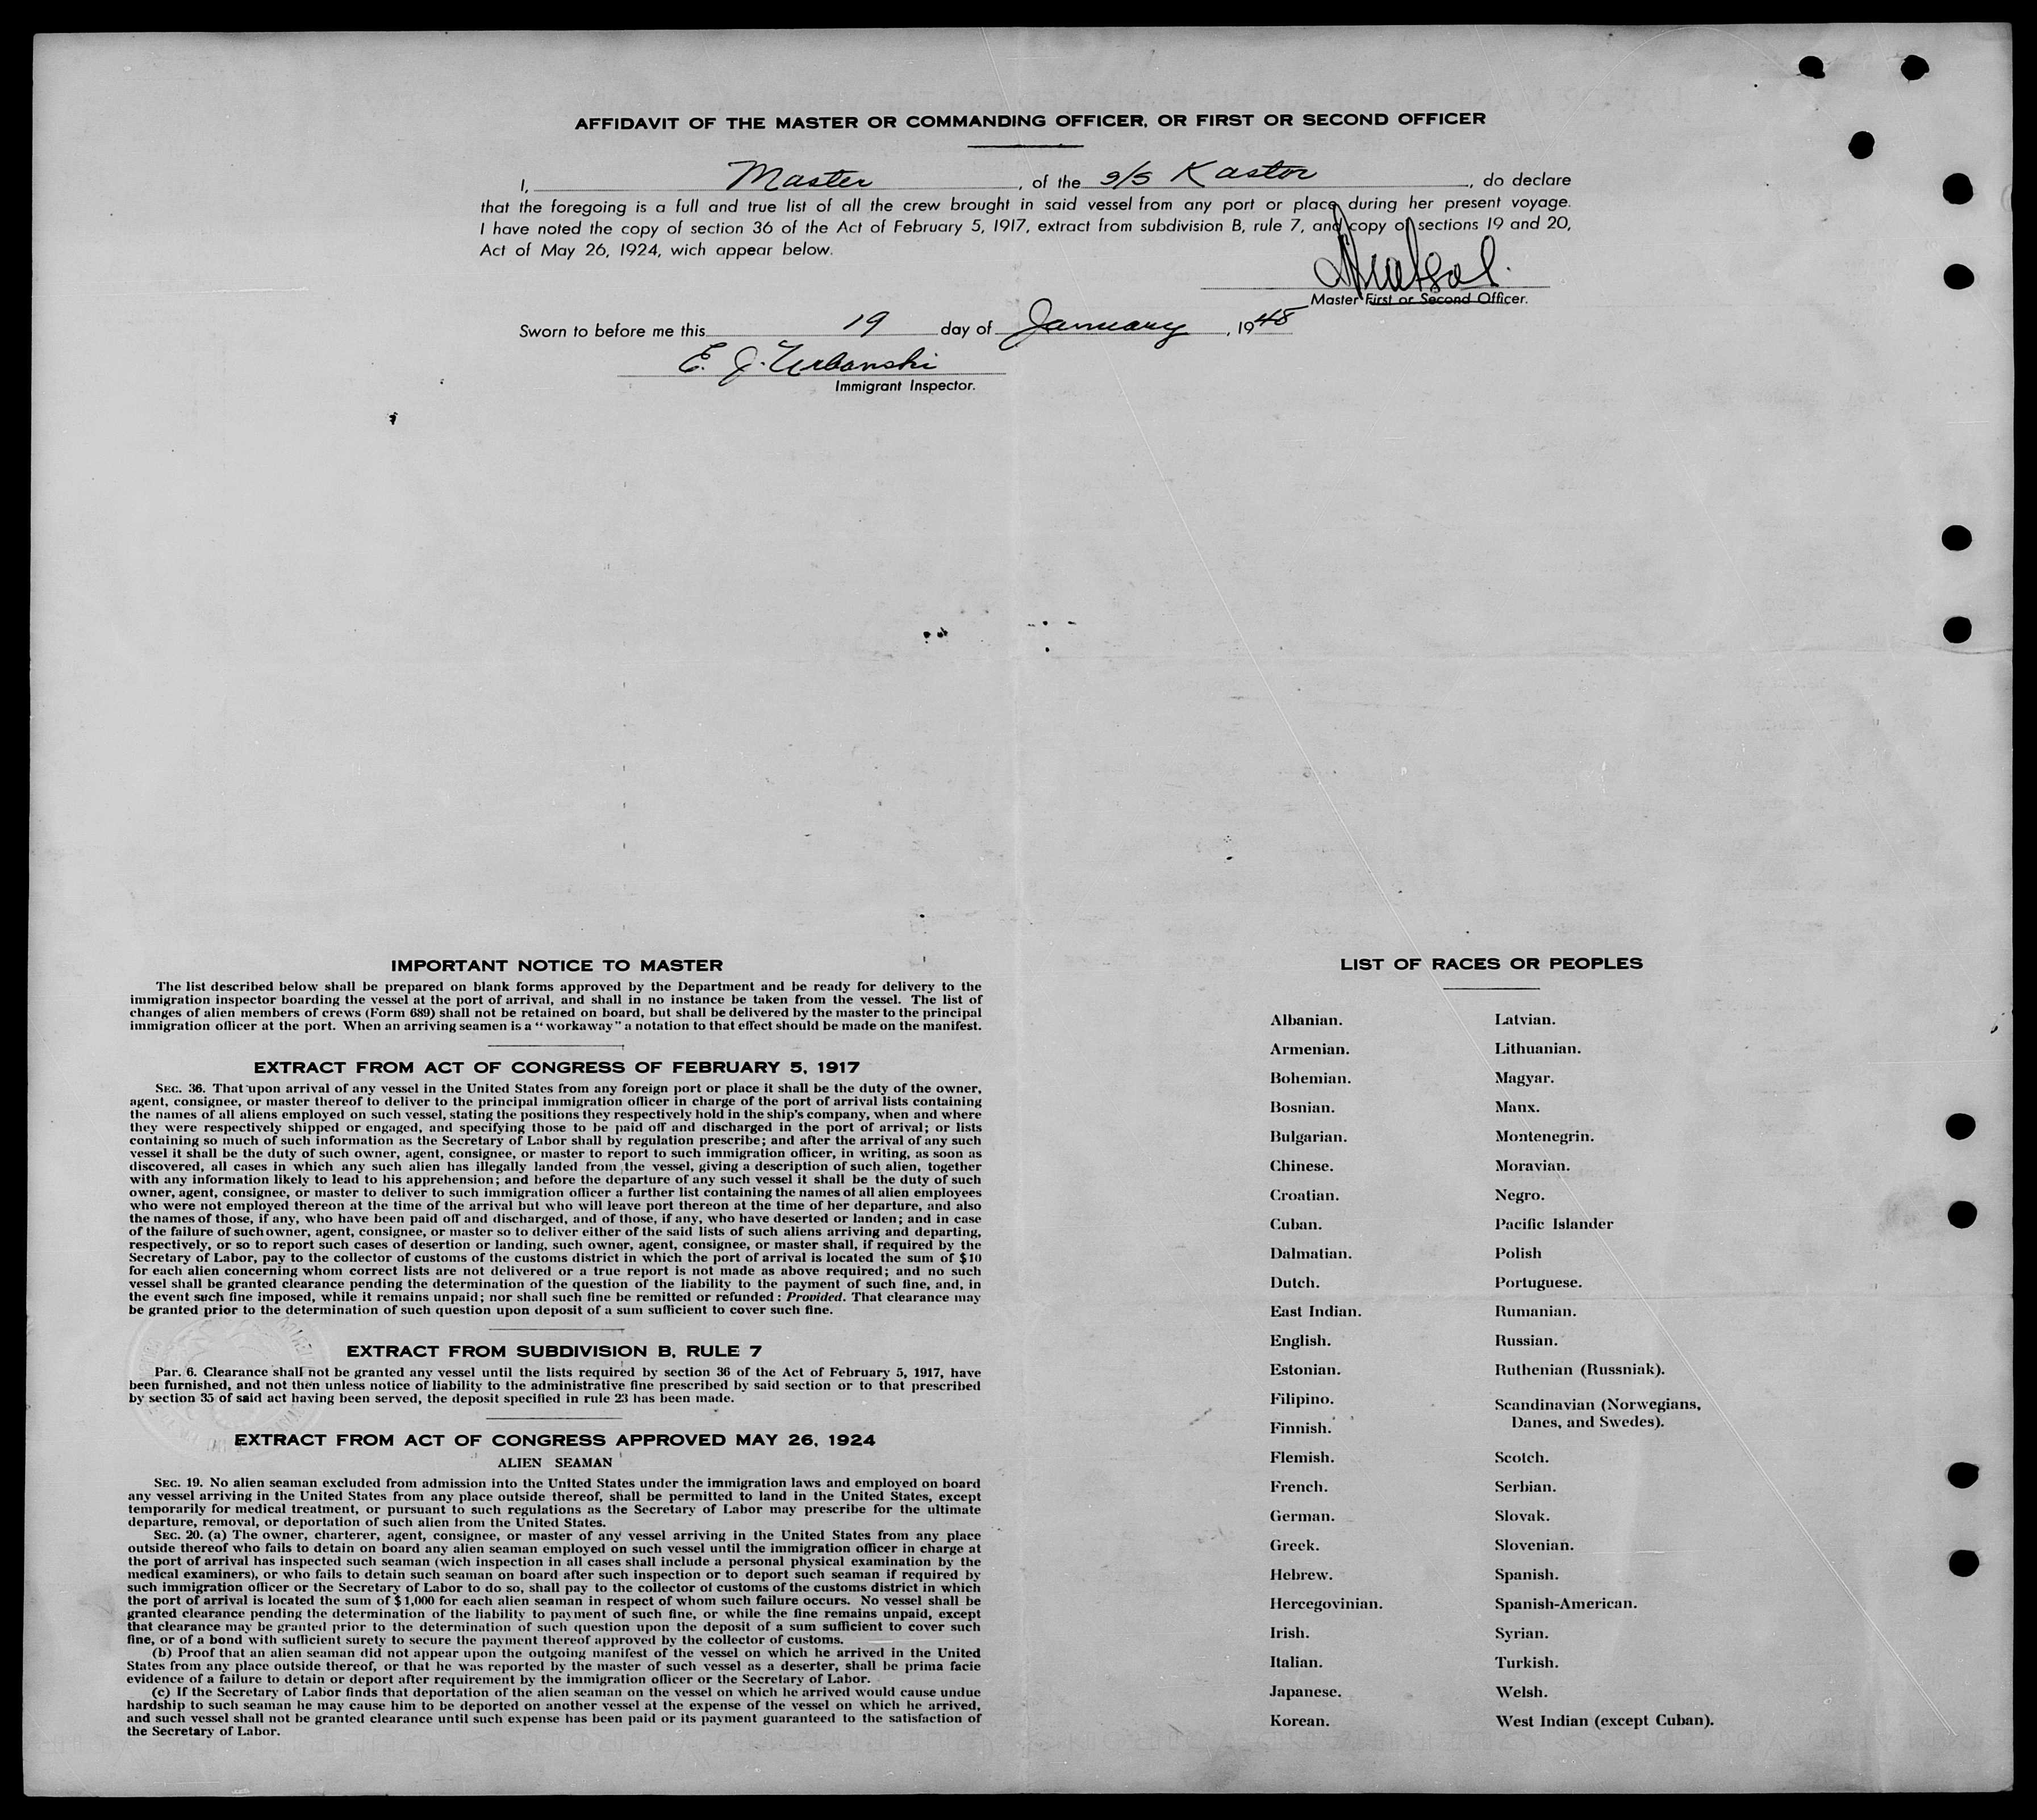 AFFIDAVIT OF THE MASTER OR COMMANDING OFFICER, OR FIRST OR SECOND OFFICER
I, Master, of the s/s Kastor, do declare
that the foregoing is a full and true list of all the crew brought in said vessel from any port or place during her present voyage.
I have noted the copy of section 36 of the Act of February 5, 1917, extract from subdivision B, rule 7, and copy of sections 19 and 20,
Act of May 26, 1924, wich appear below.
Master First or Second Officer.
Sworn to before me this 19 day of January, 1948
E. J. Urbanski
Immigrant Inspector.
IMPORTANT NOTICE TO MASTER
The list described below shall be prepared on blank forms approved by the Department and be ready for delivery to the
immigration inspector boarding the vessel at the port of arrival, and shall in no instance be taken from the vessel. The list of
changes of alien members of crews (Form 689) shall not be retained on board, but shall be delivered by the master to the principal
immigration officer at the port. When an arriving seamen is a "workaway" a notation to that effect should be made on the manifest.
EXTRACT FROM ACT OF CONGRESS OF FEBRUARY 5, 1917
SEC. 36. That upon arrival of any vessel in the United States from any foreign port or place it shall be the duty of the owner,
agent, consignee, or master thereof to deliver to the principal immigration officer in charge of the port of arrival lists containing
the names of all aliens employed on such vessel, stating the positions they respectively hold in the ship's company, when and where
they were respectively shipped or engaged, and specifying those to be paid off and discharged in the port of arrival; or lists
containing so much of such information as the Secretary of Labor shall by regulation prescribe; and after the arrival of any such
vessel it shall be the duty of such owner, agent, consignee, or master to report to such immigration officer, in writing, as soon as
discovered, all cases in which any such alien has illegally landed from the vessel, giving a description of such alien, together
with any information likely to lead to his apprehension; and before the departure of any such vessel it shall be the duty of such
owner, agent, consignee, or master to deliver to such immigration officer a further list containing the names of all alien employees
who were not employed thereon at the time of the arrival but who will leave port thereon at the time of her departure, and also
the names of those, if any, who have been paid off and discharged, and of those, if any, who have deserted or landen; and in case
of the failure of such owner, agent, consignee, or master so to deliver either of the said lists of such aliens arriving and departing,
respectively, or so to report such cases of desertion or landing, such owner, agent, consignee, or master shall, if required by the
Secretary of Labor, pay to the collector of customs of the customs district in which the port of arrival is located the sum of $10
for each alien concerning whom correct lists are not delivered or a true report is not made as above required; and no such
vessel shall be granted clearance pending the determination of the question of the liability to the payment of such fine, and, in
the event such fine imposed, while it remains unpaid; nor shall such fine be remitted or refunded: Provided. That clearance may
be granted prior to the determination of such question upon deposit of a sum sufficient to cover such fine.
EXTRACT FROM SUBDIVISION B, RULE 7
Par. 6. Clearance shall not be granted any vessel until the lists required by section 36 of the Act of February 5, 1917, have
been furnished, and not then unless notice of liability to the administrative fine prescribed by said section or to that prescribed
by section 35 of said act having been served, the deposit specified in rule 23 has been made.
EXTRACT FROM ACT OF CONGRESS APPROVED MAY 26, 1924
ALIEN SEAMAN
SEC. 19. No alien seaman excluded from admission into the United States under the immigration laws and employed on board
any vessel arriving in the United States from any place outside thereof, shall be permitted to land in the United States, except
temporarily for medical treatment, or pursuant to such regulations as the Secretary of Labor may prescribe for the ultimate
departure, removal, or deportation of such alien from the United States.
SEC. 20. (a) The owner, charterer, agent, consignee, or master of any vessel arriving in the United States from any place
outside thereof who fails to detain on board any alien seaman employed on such vessel until the immigration officer in charge at
the port of arrival has inspected such seaman (wich inspection in all cases shall include a personal physical examination by the
medical examiners), or who fails to detain such seaman on board after such inspection or to deport such seaman if required by
such immigration officer or the Secretary of Labor to do so, shall pay to the collector of customs of the customs district in which
the port of arrival is located the sum of $1,000 for each alien seaman in respect of whom such failure occurs. No vessel shall be
granted clearance pending the determination of the liability to payment of such fine, or while the fine remains unpaid, except
that clearance may be granted prior to the determination of such question upon the deposit of a sum sufficient to cover such
fine, or of a bond with sufficient surety to secure the payment thereof approved by the collector of customs.
(b) Proof that an alien seaman did not appear upon the outgoing manifest of the vessel on which he arrived in the United
States from any place outside thereof, or that he was reported by the master of such vessel as a deserter, shall be prima facie
evidence of a failure to detain or deport after requirement by the immigration officer or the Secretary of Labor.
(c) If the Secretary of Labor finds that deportation of the alien seaman on the vessel on which he arrived would cause undue
hardship to such seaman he may cause him to be deported on another vessel at the expense of the vessel on which he arrived,
and such vessel shall not be granted clearance until such expense has been paid or its payment guaranteed to the satisfaction of
the Secretary of Labor.
LIST OF RACES OR PEOPLES
Albanian.
Armenian.
Bohemian.
Bosnian.
Bulgarian.
Chinese.
Croatian.
Cuban.
Dalmatian.
Dutch.
East Indian.
English.
Estonian.
Filipino.
Finnish.
Flemish.
French.
German.
Greek.
Hebrew.
Hercegovinian.
Irish.
Italian.
Japanese.
Korean.
Latvian.
Lithuanian.
Magyar.
Manx.
Montenegrin.
Moravian.
Negro.
Pacific Islander
Polish
Portuguese.
Rumanian.
Russian.
Ruthenian (Russniak).
Scandinavian (Norwegians,
Danes, and Swedes).
Scotch.
Serbian.
Slovak.
Slovenian.
Spanish.
Spanish-American.
Syrian.
Turkish.
Welsh.
West Indian (except Cuban).